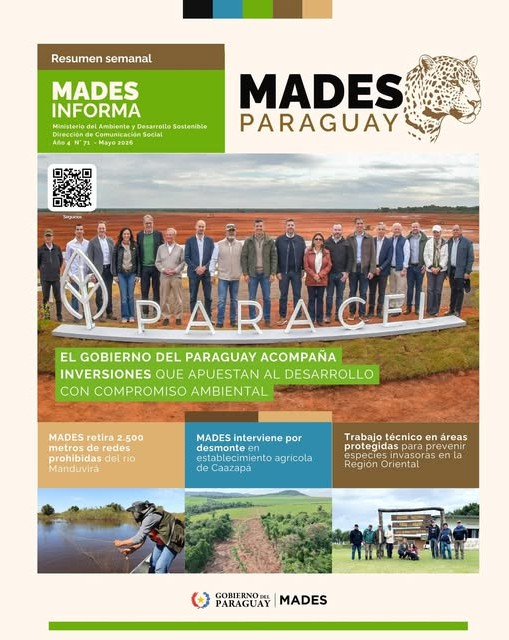 Resumen semanal
MADES
INFORMA
Ministerio del Ambiente y Desarrollo Sostenible
Dirección de Comunicación Social
Año 4 N° 71 - Mayo 2026
MADES
PARAGUAY
Seguinos
PARACEL
EL GOBIERNO DEL PARAGUAY ACOMPAÑA
INVERSIONES QUE APUESTAN AL DESARROLLO
CON COMPROMISO AMBIENTAL
MADES retira 2.500
metros de redes
prohibidas del río
Manduvirá
MADES interviene por
desmonte en
establecimiento agrícola
de Caazapá
Trabajo técnico en áreas
protegidas para prevenir
especies invasoras en la
Región Oriental
GOBIERNO DEL
PARAGUAY
MADES